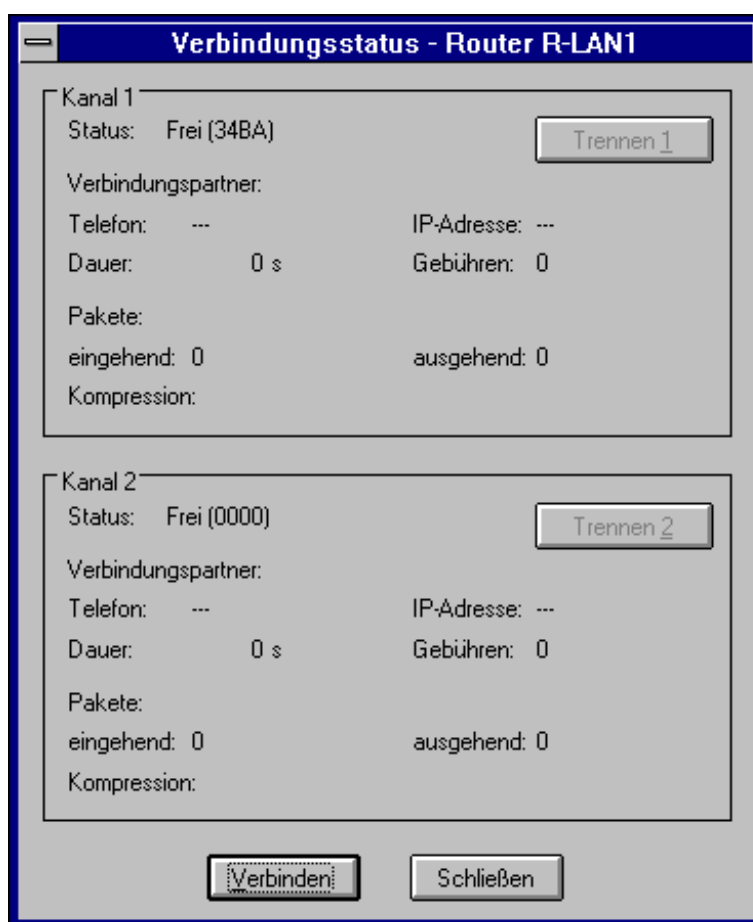 Verbindungsstatus - Router R-LAN1
Kanal 1
Status: Frei (34BA)
Trennen 1
Verbindungspartner:
Telefon: --- IP-Adresse: ---
Dauer: 0 s Gebühren: 0
Pakete:
eingehend: 0 ausgehend: 0
Kompression:
Kanal 2
Status: Frei (0000)
Trennen 2
Verbindungspartner:
Telefon: --- IP-Adresse: ---
Dauer: 0 s Gebühren: 0
Pakete:
eingehend: 0 ausgehend: 0
Kompression:
Verbinden Schließen